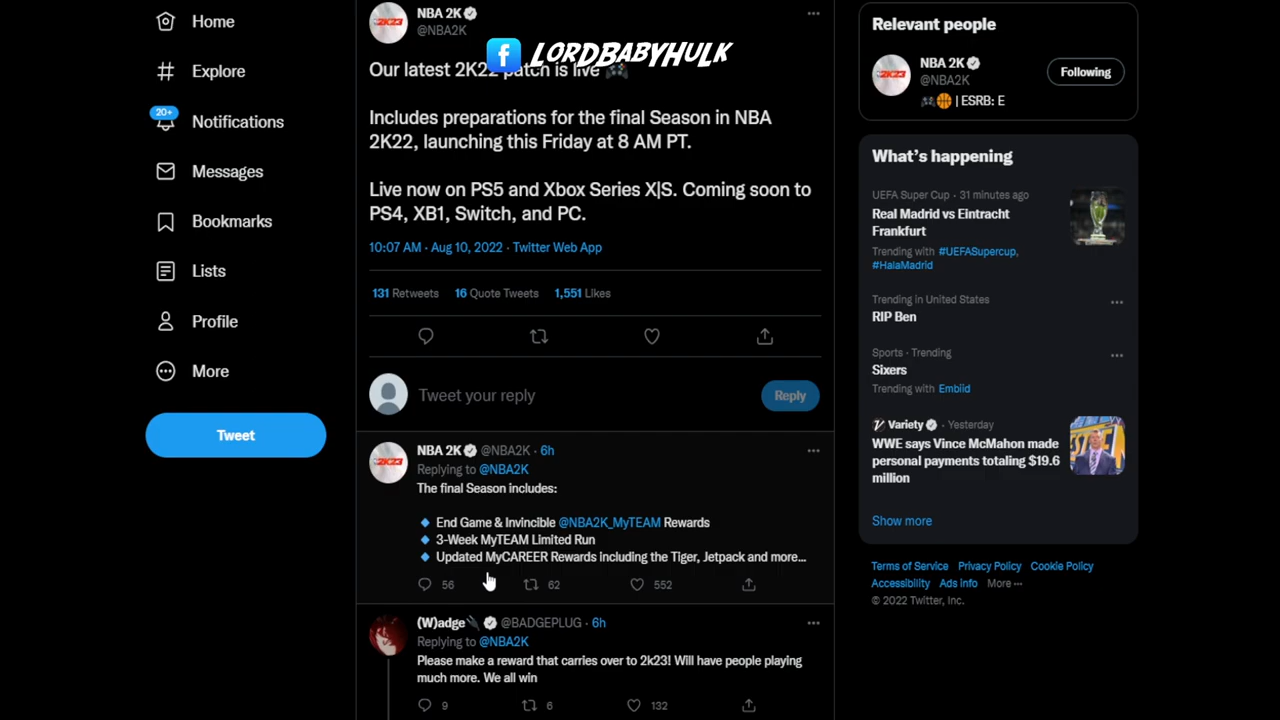 Home
Explore
20+
Notifications
Messages
Bookmarks
Lists
Profile
More
Tweet
2K23
NBA 2K
@NBA2K
f LORDBABYHULK
Our latest 2K22 patch is live
Includes preparations for the final Season in NBA
2K22, launching this Friday at 8 AM PT.
Live now on PS5 and Xbox Series X|S. Coming soon to
PS4, XB1, Switch, and PC.
10:07 AM · Aug 10, 2022 · Twitter Web App
131 Retweets 16 Quote Tweets 1,551 Likes
Tweet your reply
Reply
2K23
NBA 2K @NBA2K · 6h
Replying to @NBA2K
The final Season includes:
End Game & Invincible @NBA2K_MyTEAM Rewards
3-Week MyTEAM Limited Run
Updated MyCAREER Rewards including the Tiger, Jetpack and more...
56 62 552
(W)adge @BADGEPLUG · 6h
Replying to @NBA2K
Please make a reward that carries over to 2k23! Will have people playing
much more. We all win
9 6 132
Relevant people
2K23
NBA 2K
@NBA2K
Following
| ESRB: E
What's happening
UEFA Super Cup · 31 minutes ago
Real Madrid vs Eintracht
Frankfurt
Trending with #UEFASupercup,
#HalaMadrid
Trending in United States
RIP Ben
Sports · Trending
Sixers
Trending with Embiid
Variety · Yesterday
WWE says Vince McMahon made
personal payments totaling $19.6
million
Show more
Terms of Service Privacy Policy Cookie Policy
Accessibility Ads info More ···
© 2022 Twitter, Inc.